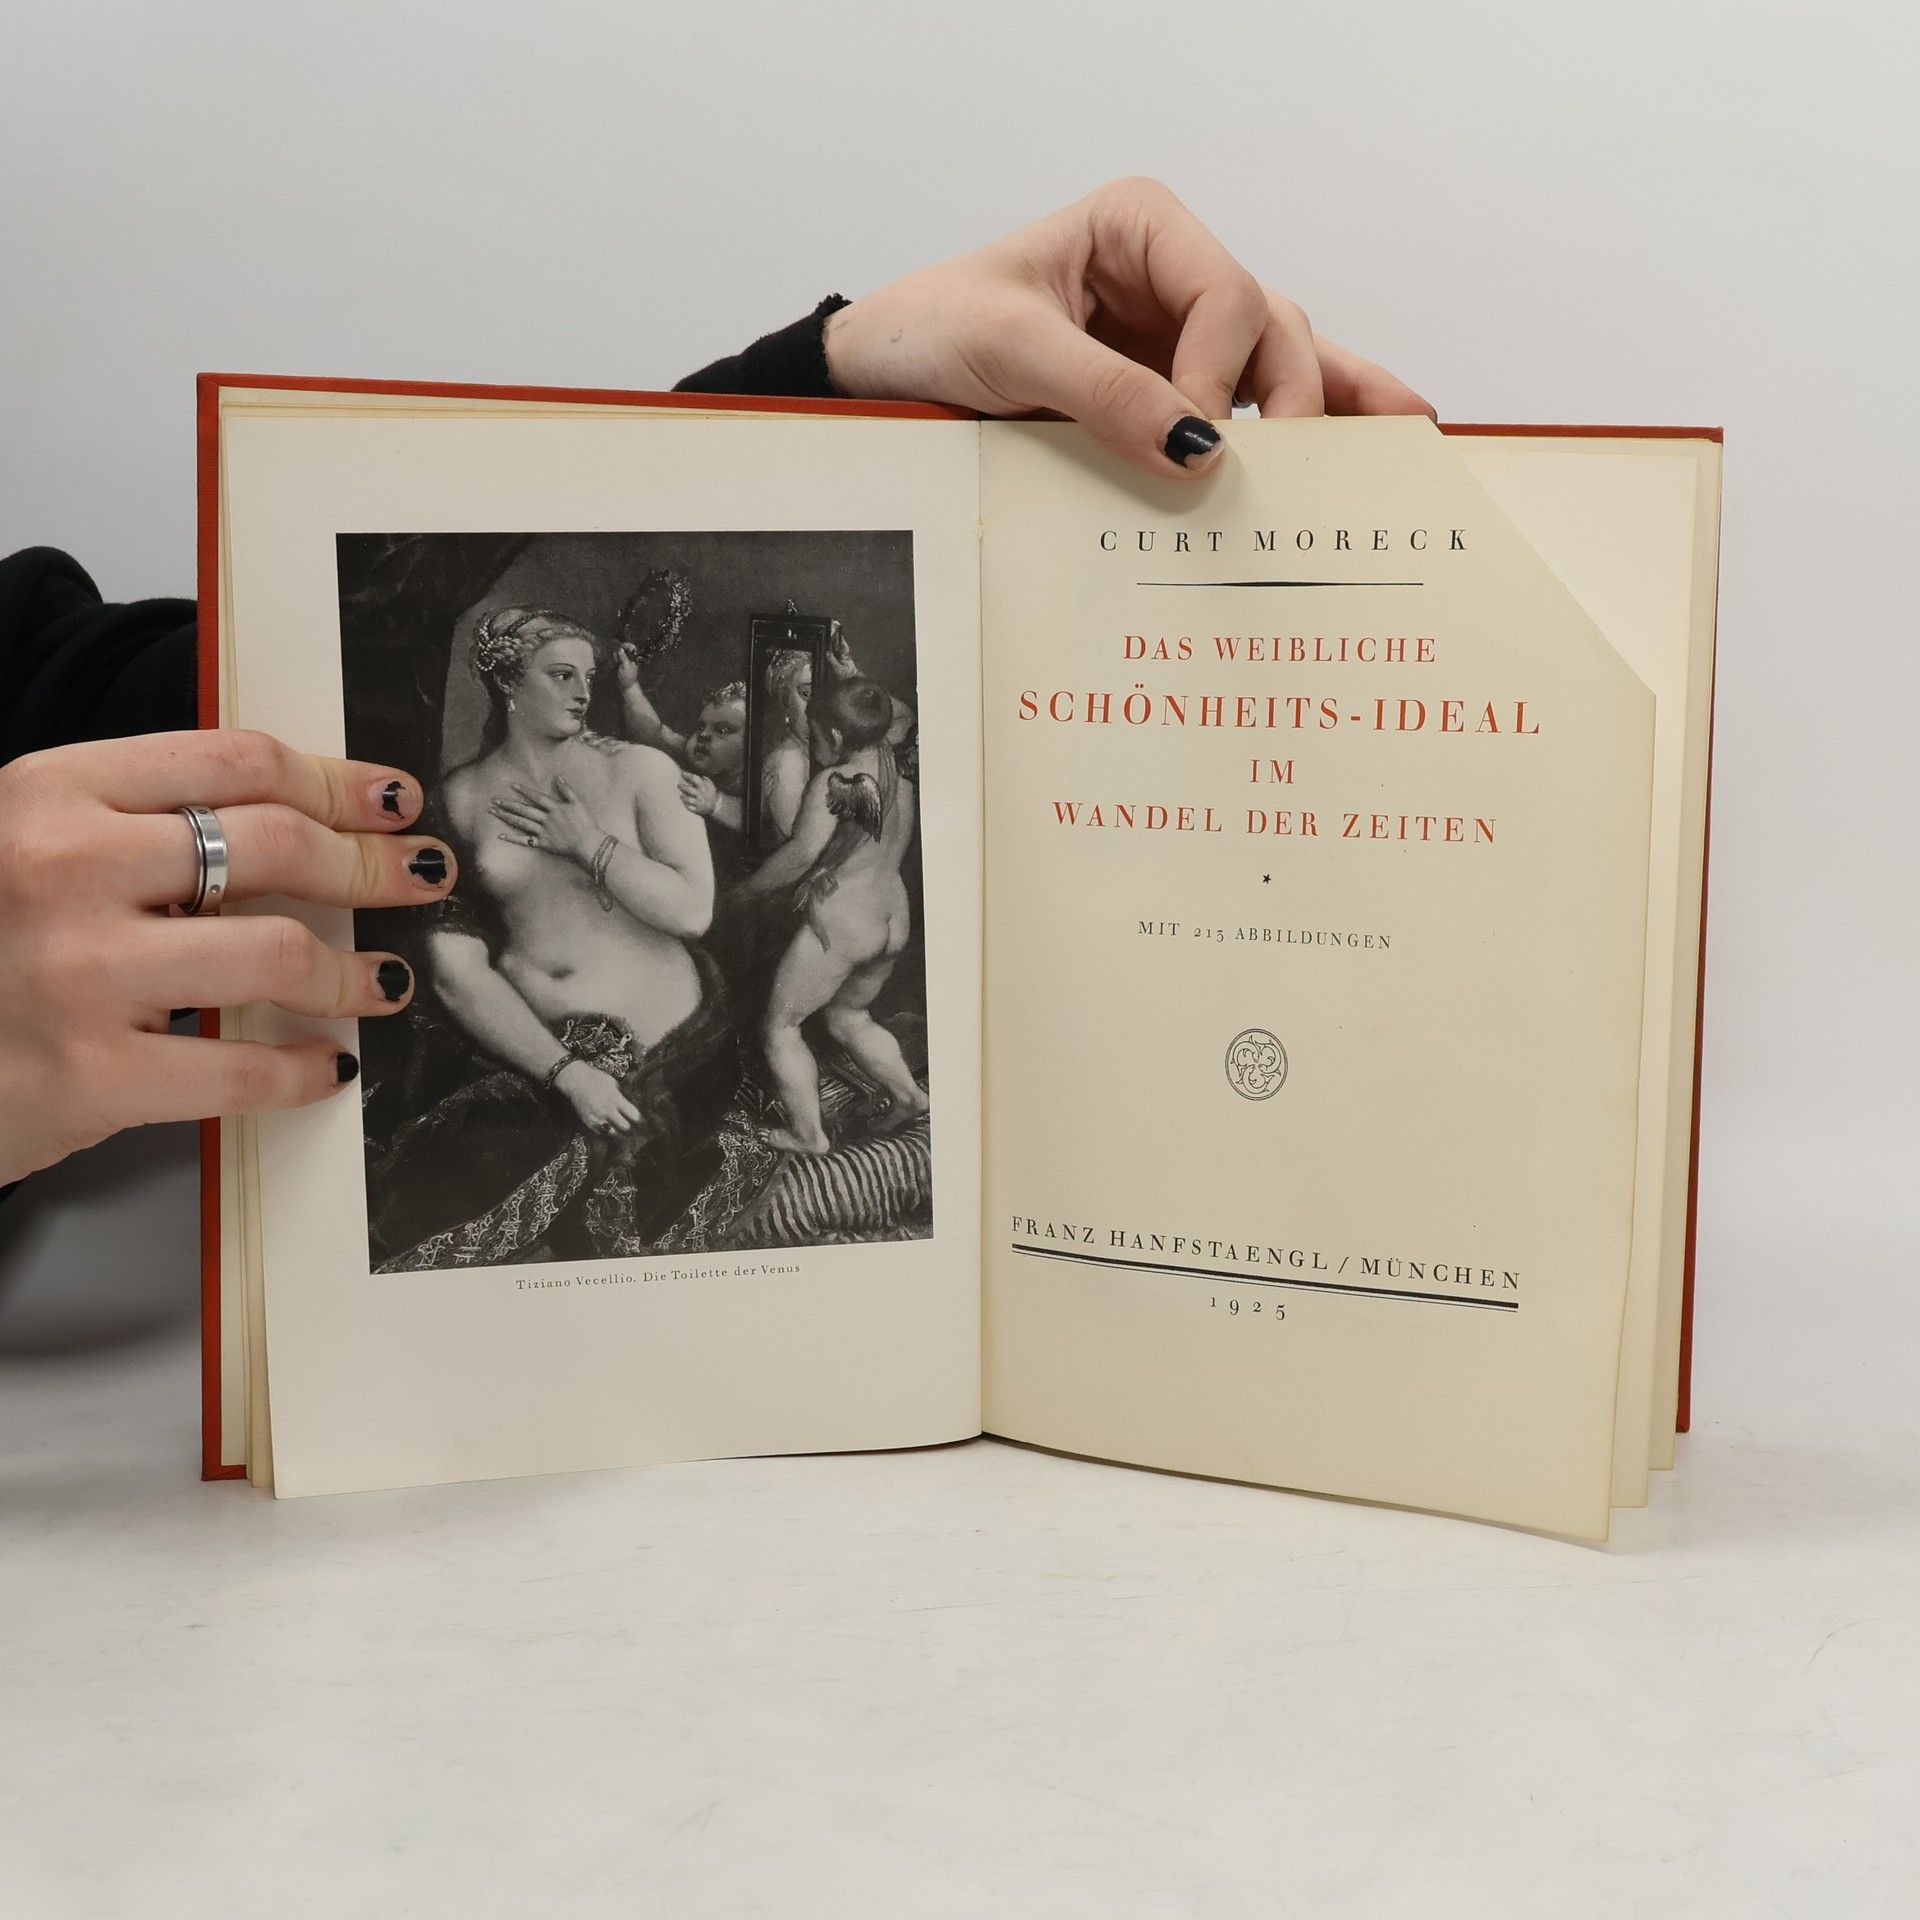 Tiziano Vecellio. Die Toilette der Venus
CURT MORECK
DAS WEIBLICHE
SCHÖNHEITS-IDEAL
IM
WANDEL DER ZEITEN
MIT 213 ABBILDUNGEN
FRANZ HANFSTAENGL / MÜNCHEN
1925